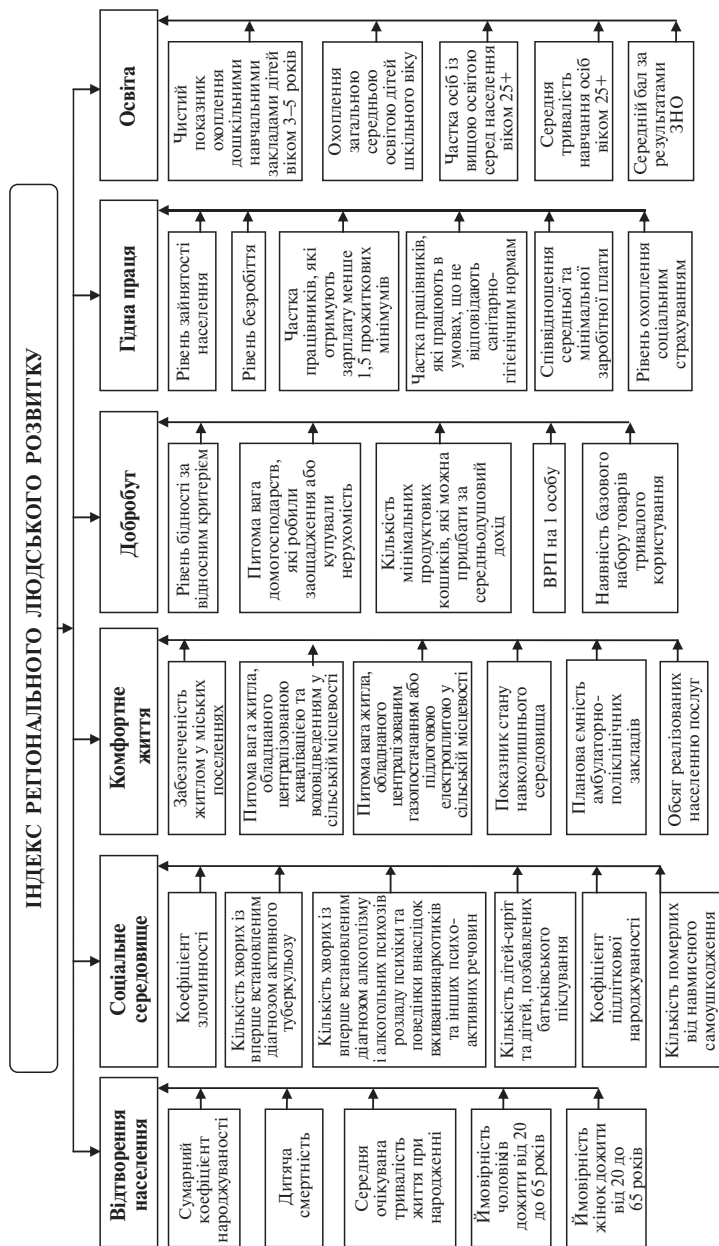 ІНДЕКС РЕГІОНАЛЬНОГО ЛЮДСЬКОГО РОЗВИТКУ
Відтворення
населення
Сумарний
коефіцієнт
народжуваності
Дитяча
смертність
Середня
очікувана
тривалість
життя при
народженні
Ймовірність
чоловіків
дожити від 20
до 65 років
Ймовірність
жінок дожити
від 20 до
65 років
Соціальне
середовище
Коефіцієнт
злочинності
Кількість хворих із
вперше встановленим
діагнозом активного
туберкульозу
Кількість хворих із
вперше встановленим
діагнозом алкоголізму
і алкогольних психозів
розладу психіки та
поведінки внаслідок
вживаннянаркотиків
та інших психо-
активних речовин
Кількість дітей-сиріт
та дітей, позбавлених
батьківського
піклування
Коефіцієнт
підліткової
народжуваності
Кількість померлих
від навмисного
самоушкодження
Комфортне
життя
Забезпеченість
житлом у міських
поселеннях
Питома вага житла,
обладнаного
централізованою
каналізацією та
водовідведенням у
сільській місцевості
Питома вага житла,
обладнаного
централізованим
газопостачанням або
підлоговою
електроплитою у
сільській місцевості
Показник стану
навколишнього
середовища
Планова ємність
амбулаторно-
поліклінічних
закладів
Обсяг реалізованих
населенню послуг
Добробут
Рівень бідності за
відносним критерієм
Питома вага
домогосподарств,
які робили
заощадження або
купували
нерухомість
Кількість
мінімальних
продуктових
кошиків, які можна
придбати за
середньодушовий
дохід
ВРП на 1 особу
Наявність базового
набору товарів
тривалого
користування
Гідна праця
Рівень зайнятості
населення
Рівень безробіття
Частка
працівників, які
отримують
зарплату менше
1,5 прожиткових
мінімумів
Частка працівників,
які працюють в
умовах, що не
відповідають
санітарно-
гігієнічним нормам
Співвідношення
середньої та
мінімальної
заробітної плати
Рівень охоплення
соціальним
страхуванням
Освіта
Чистий
показник
охоплення
дошкільними
навчальними
закладами дітей
віком 3–5 років
Охоплення
загальною
середньою
освітою дітей
шкільного віку
Частка осіб із
вищою освітою
серед населення
віком 25+
Середня
тривалість
навчання осіб
віком 25+
Середній бал за
результатами
ЗНО